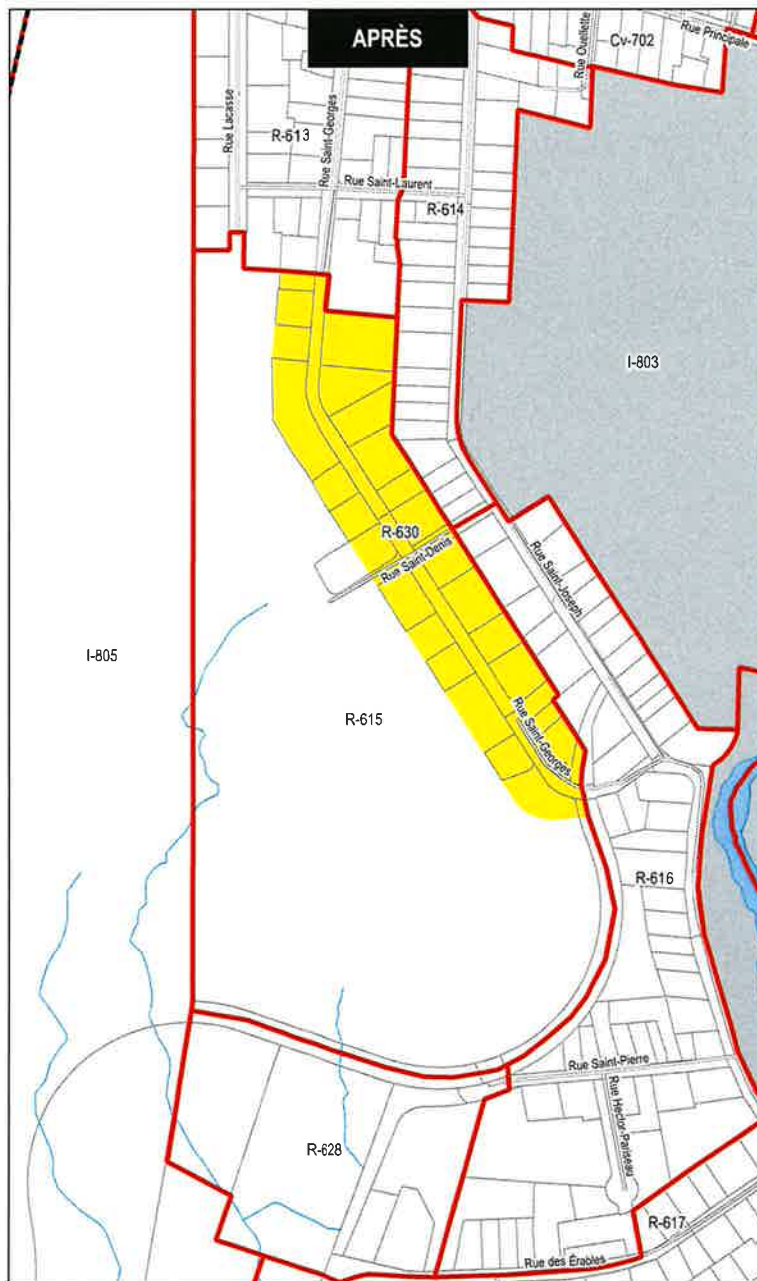 APRÈS
Rue Principale
Cv-702
Rue Ouellette
Rue Lacasse
R-613
Rue Saint-Georges
Rue Saint-Laurent
R-614
I-803
R-630
Rue Saint-Denis
Rue Saint-Joseph
I-805
R-615
Rue Saint-Georges
R-616
Rue Saint-Pierre
Rue Hector-Pariseau
R-628
R-617
Rue des Érables